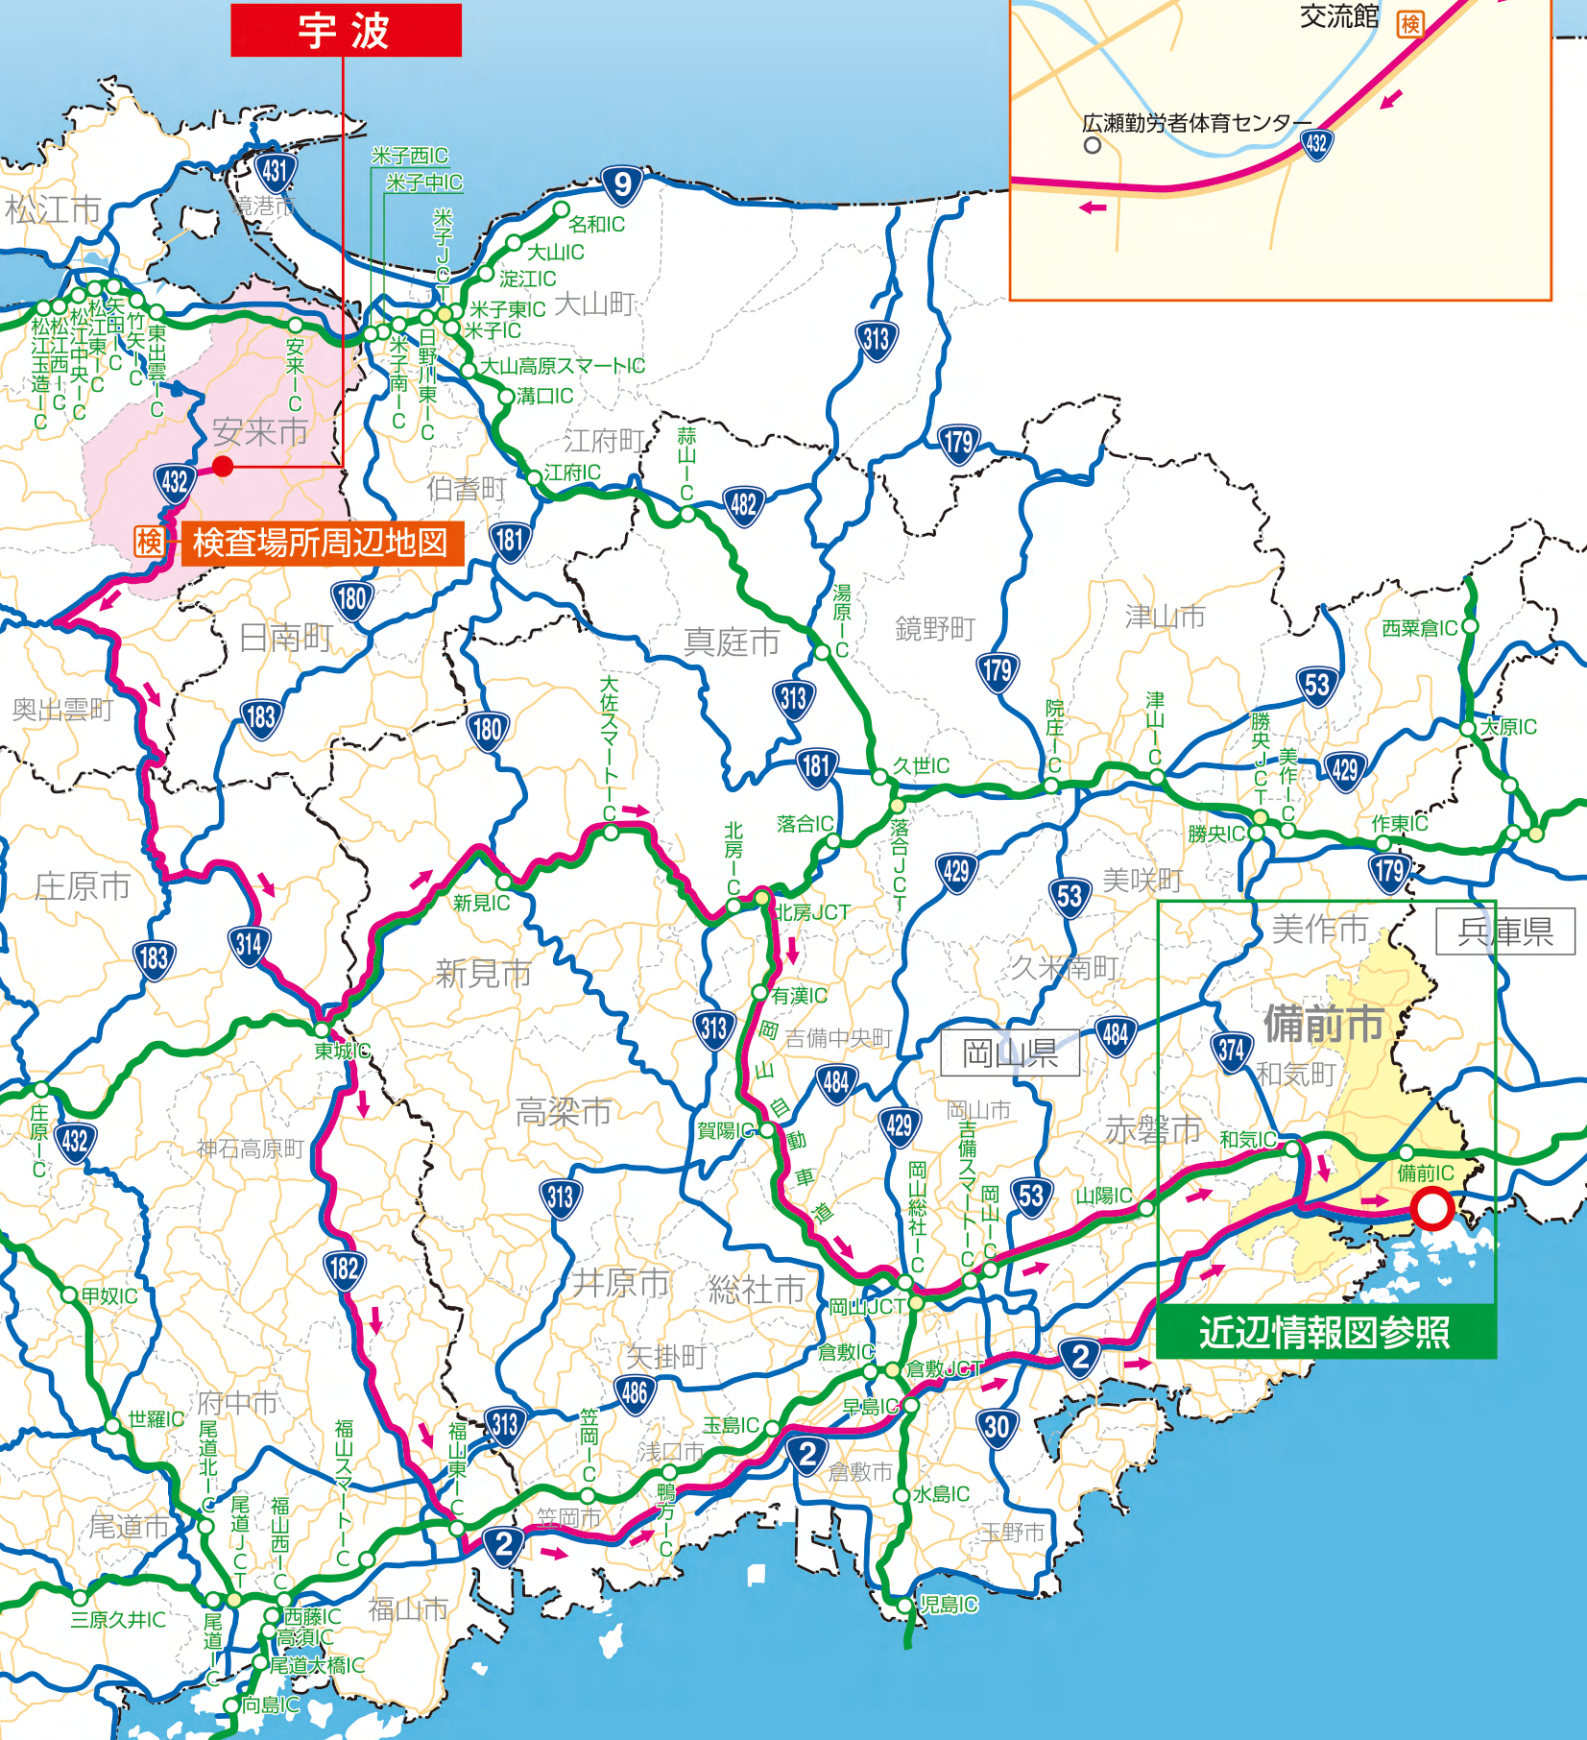 宇波
交流館
検
広瀬勤労者体育センター
432
431
境港市
松江市
米子西IC
米子中IC
米子JCT
9
名和IC
大山IC
淀江IC
大山町
米子東IC
米子IC
大山高原スマートIC
溝口IC
松江玉造IC
松江西IC
松江中央IC
松江東IC
矢田IC
竹矢IC
東出雲IC
安来IC
米子南IC
日野川東IC
安来市
江府町
江府IC
蒜山IC
伯耆町
313
179
482
432
検
検査場所周辺地図
181
180
日南町
真庭市
湯原IC
鏡野町
津山市
西粟倉IC
奥出雲町
183
180
大佐スマートIC
313
179
53
大原IC
院庄IC
津山IC
勝央JCT
美作IC
429
181
久世IC
落合IC
落合JCT
勝央IC
作東IC
179
庄原市
新見IC
北房IC
北房JCT
429
53
美咲町
美作市
兵庫県
183
314
新見市
久米南町
有漢IC
備前市
東城IC
313
岡山自動車道
吉備中央町
岡山県
484
374
和気町
484
庄原IC
432
神石高原町
高梁市
賀陽IC
429
岡山市
赤磐市
和気IC
備前IC
吉備スマートIC
岡山総社IC
岡山IC
53
山陽IC
313
182
甲奴IC
井原市
総社市
岡山JCT
近辺情報図参照
矢掛町
倉敷IC
倉敷JCT
2
486
府中市
世羅IC
尾道北IC
福山スマートIC
福山東IC
313
笠岡IC
玉島IC
早島IC
30
浅口市
2
倉敷市
鴨方IC
水島IC
尾道市
尾道JCT
福山西IC
2
笠岡市
玉野市
三原久井IC
尾道IC
西藤IC
高須IC
福山市
児島IC
尾道大橋IC
向島IC